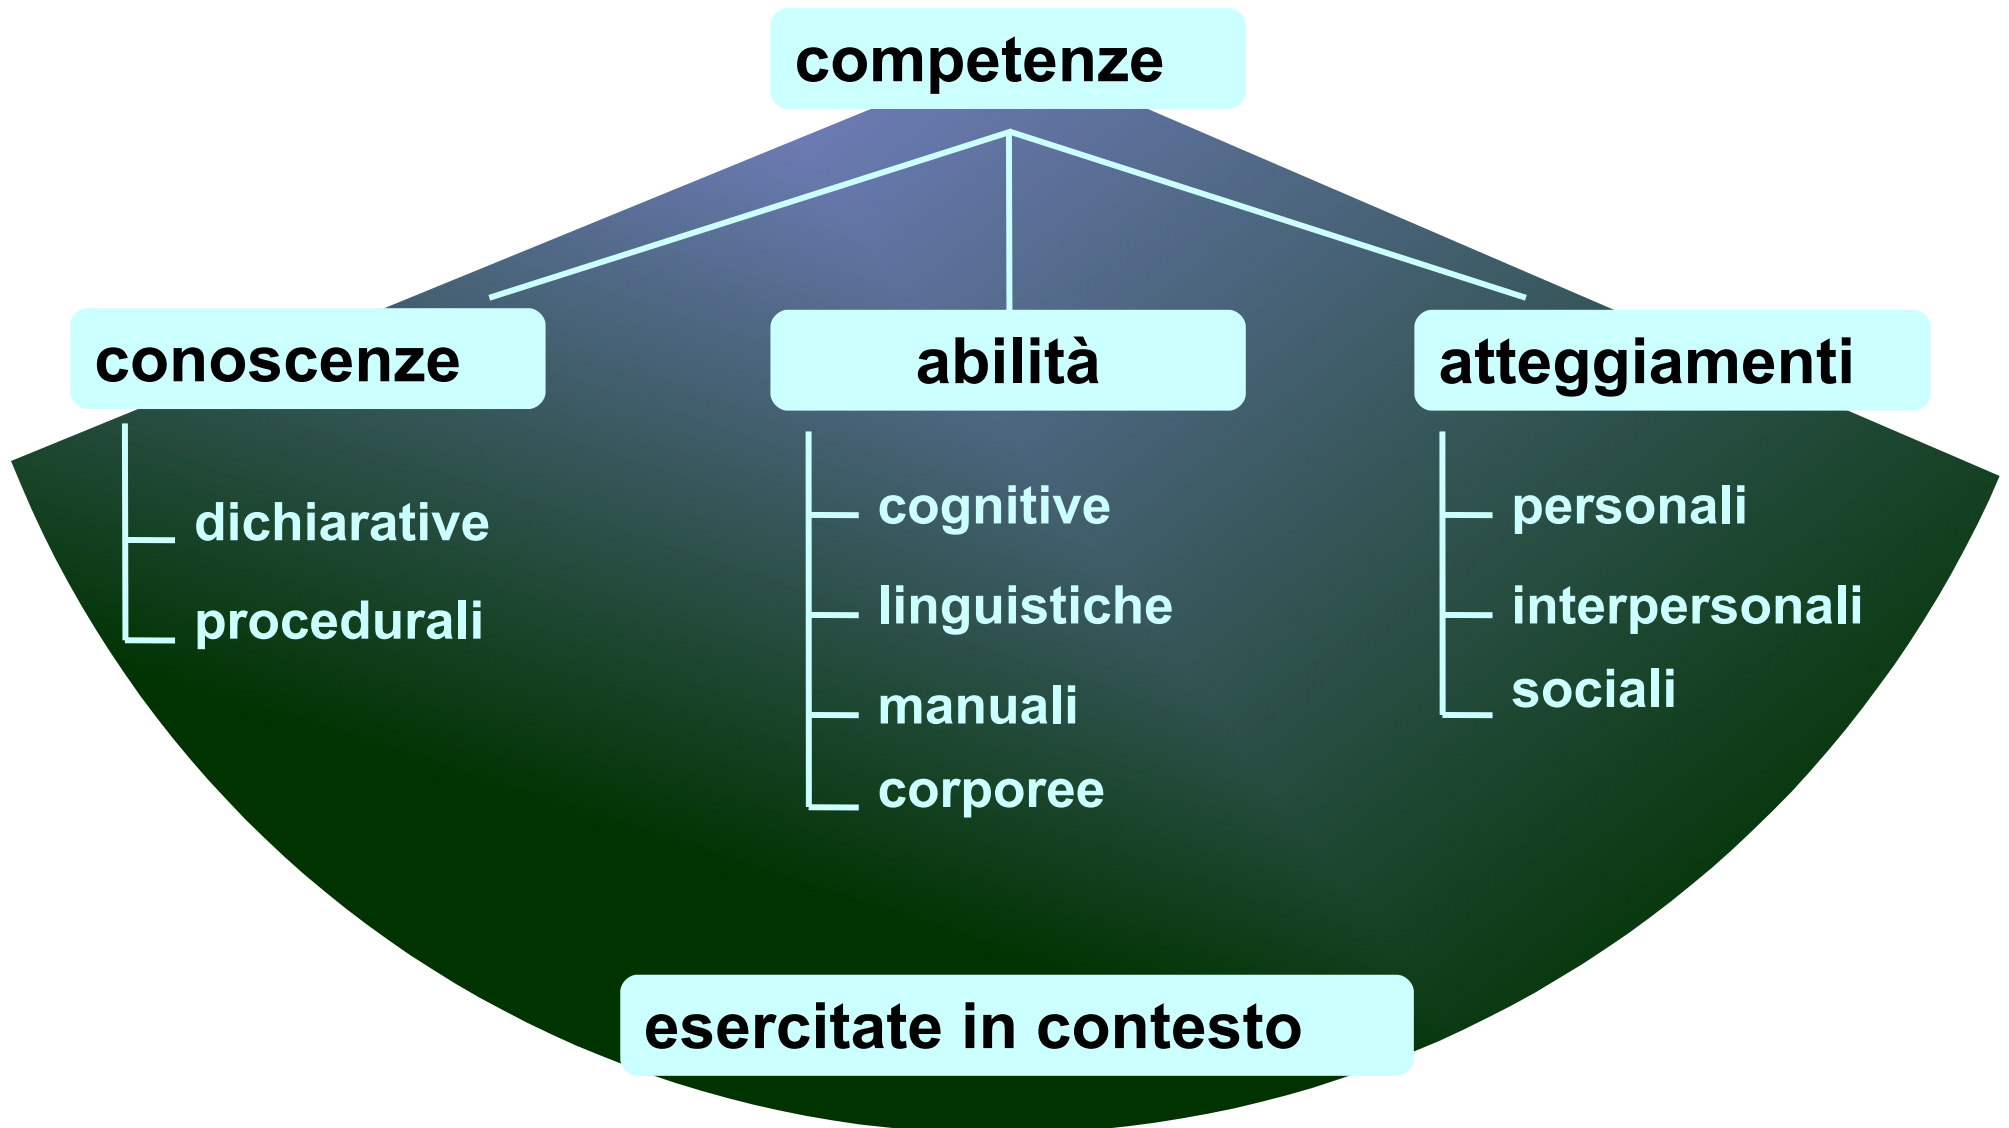 competenze
conoscenze
dichiarative
procedurali
abilità
cognitive
linguistiche
manuali
corporee
atteggiamenti
personali
interpersonali
sociali
esercitate in contesto